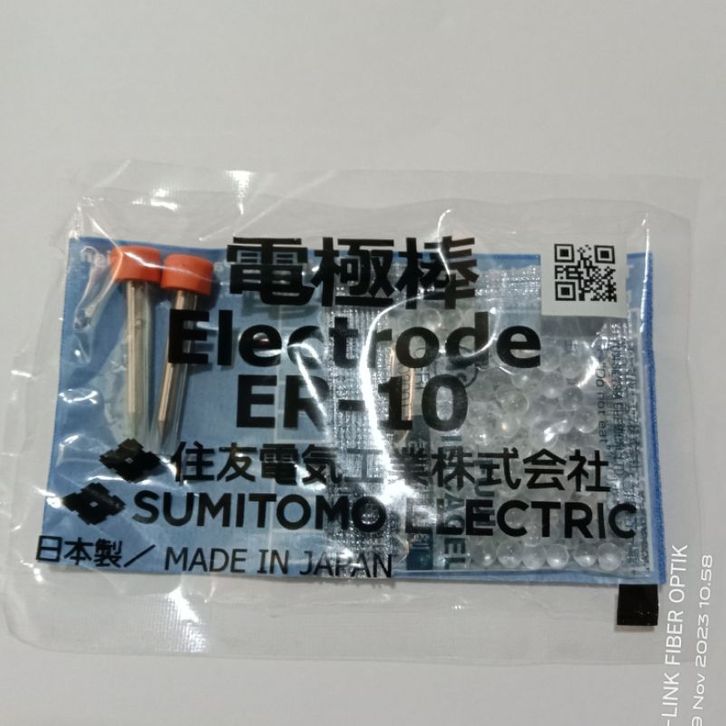 電極棒
Electrode
ER-10
住友電気工業株式会社
SUMITOMO ELECTRIC
日本製／MADE IN JAPAN
-LINK FIBER OPTIK
9 Nov 2023 10.58